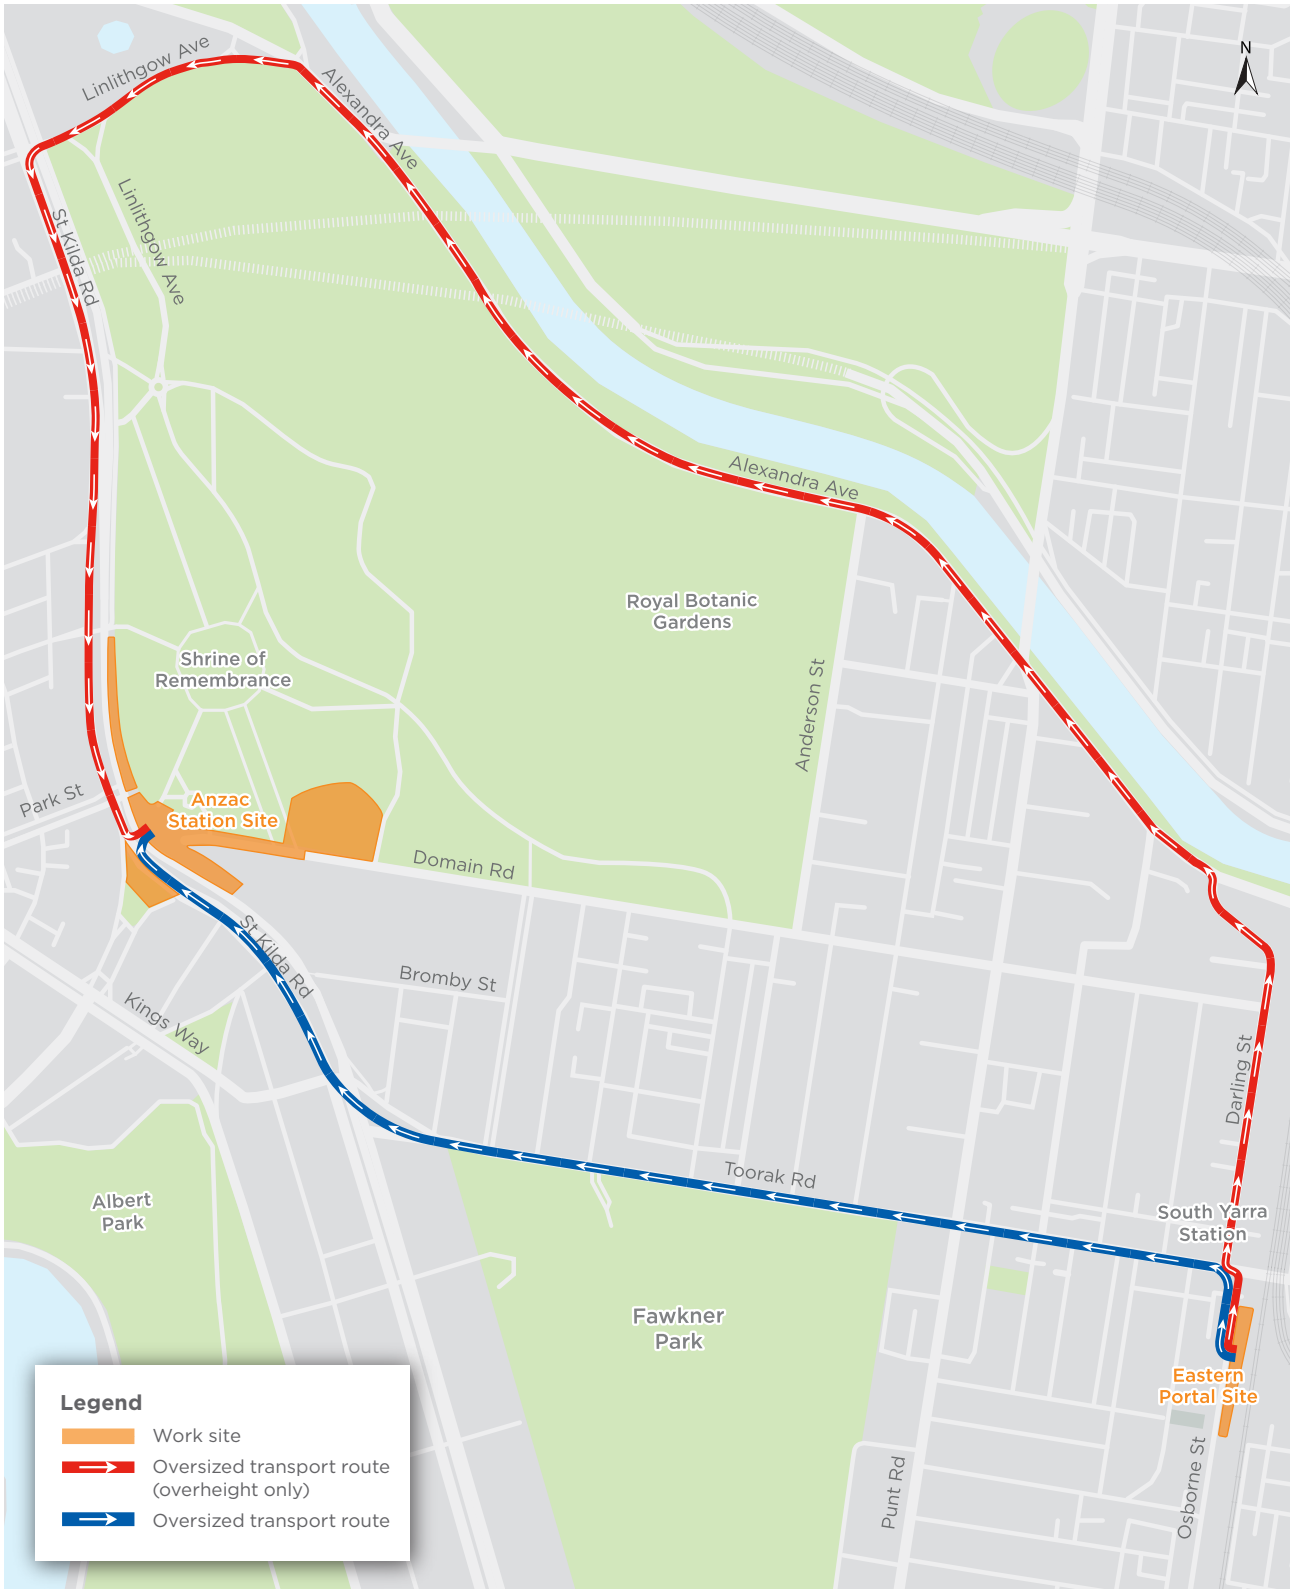 N
Linlithgow Ave
Alexandra Ave
Linlithgow Ave
St Kilda Rd
Alexandra Ave
Royal Botanic
Gardens
Shrine of
Remembrance
Anderson St
Park St
Anzac
Station Site
Domain Rd
St Kilda Rd
Bromby St
Kings Way
Darling St
Toorak Rd
Albert
Park
South Yarra
Station
Fawkner
Park
Eastern
Portal Site
Punt Rd
Osborne St
Legend
Work site
Oversized transport route
(overheight only)
Oversized transport route